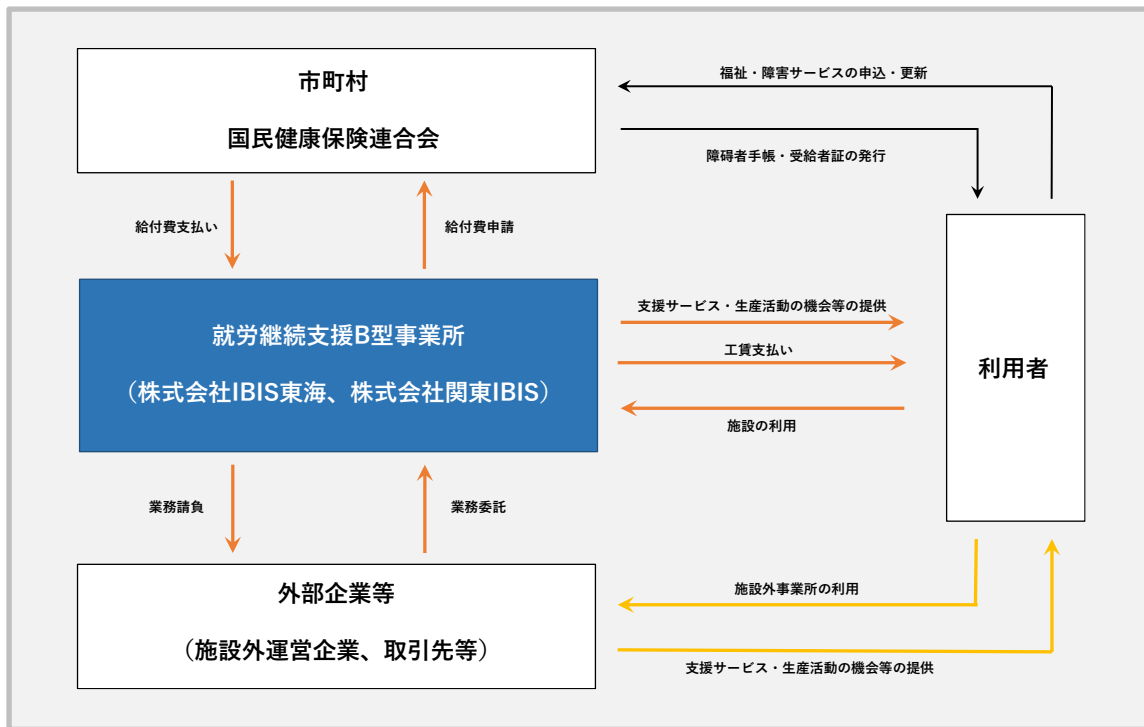 市町村
国民健康保険連合会
福祉・障害サービスの申込・更新
障碍者手帳・受給者証の発行
給付費支払い
給付費申請
就労継続支援B型事業所
（株式会社IBIS東海、株式会社関東IBIS）
支援サービス・生産活動の機会等の提供
工賃支払い
施設の利用
利用者
業務請負
業務委託
外部企業等
（施設外運営企業、取引先等）
施設外事業所の利用
支援サービス・生産活動の機会等の提供